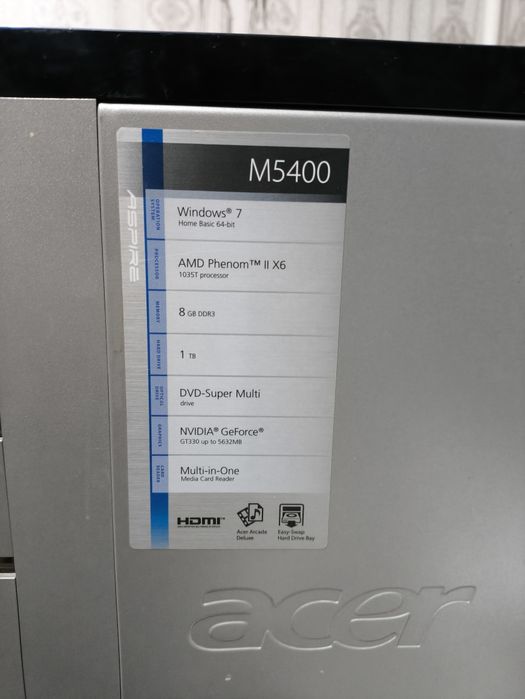 M5400
ASPIRE
OPERATION SYSTEM
Windows® 7
Home Basic 64-bit
PROCESSOR
AMD Phenom™ II X6
1035T processor
MEMORY
8 GB DDR3
HARD DRIVE
1 TB
OPTICAL DRIVE
DVD-Super Multi
drive
GRAPHICS
NVIDIA® GeForce®
GT330 up to 5632MB
CARD READER
Multi-in-One
Media Card Reader
HDMI™
Acer Arcade
Deluxe
Easy-Swap
Hard Drive Bay
acer